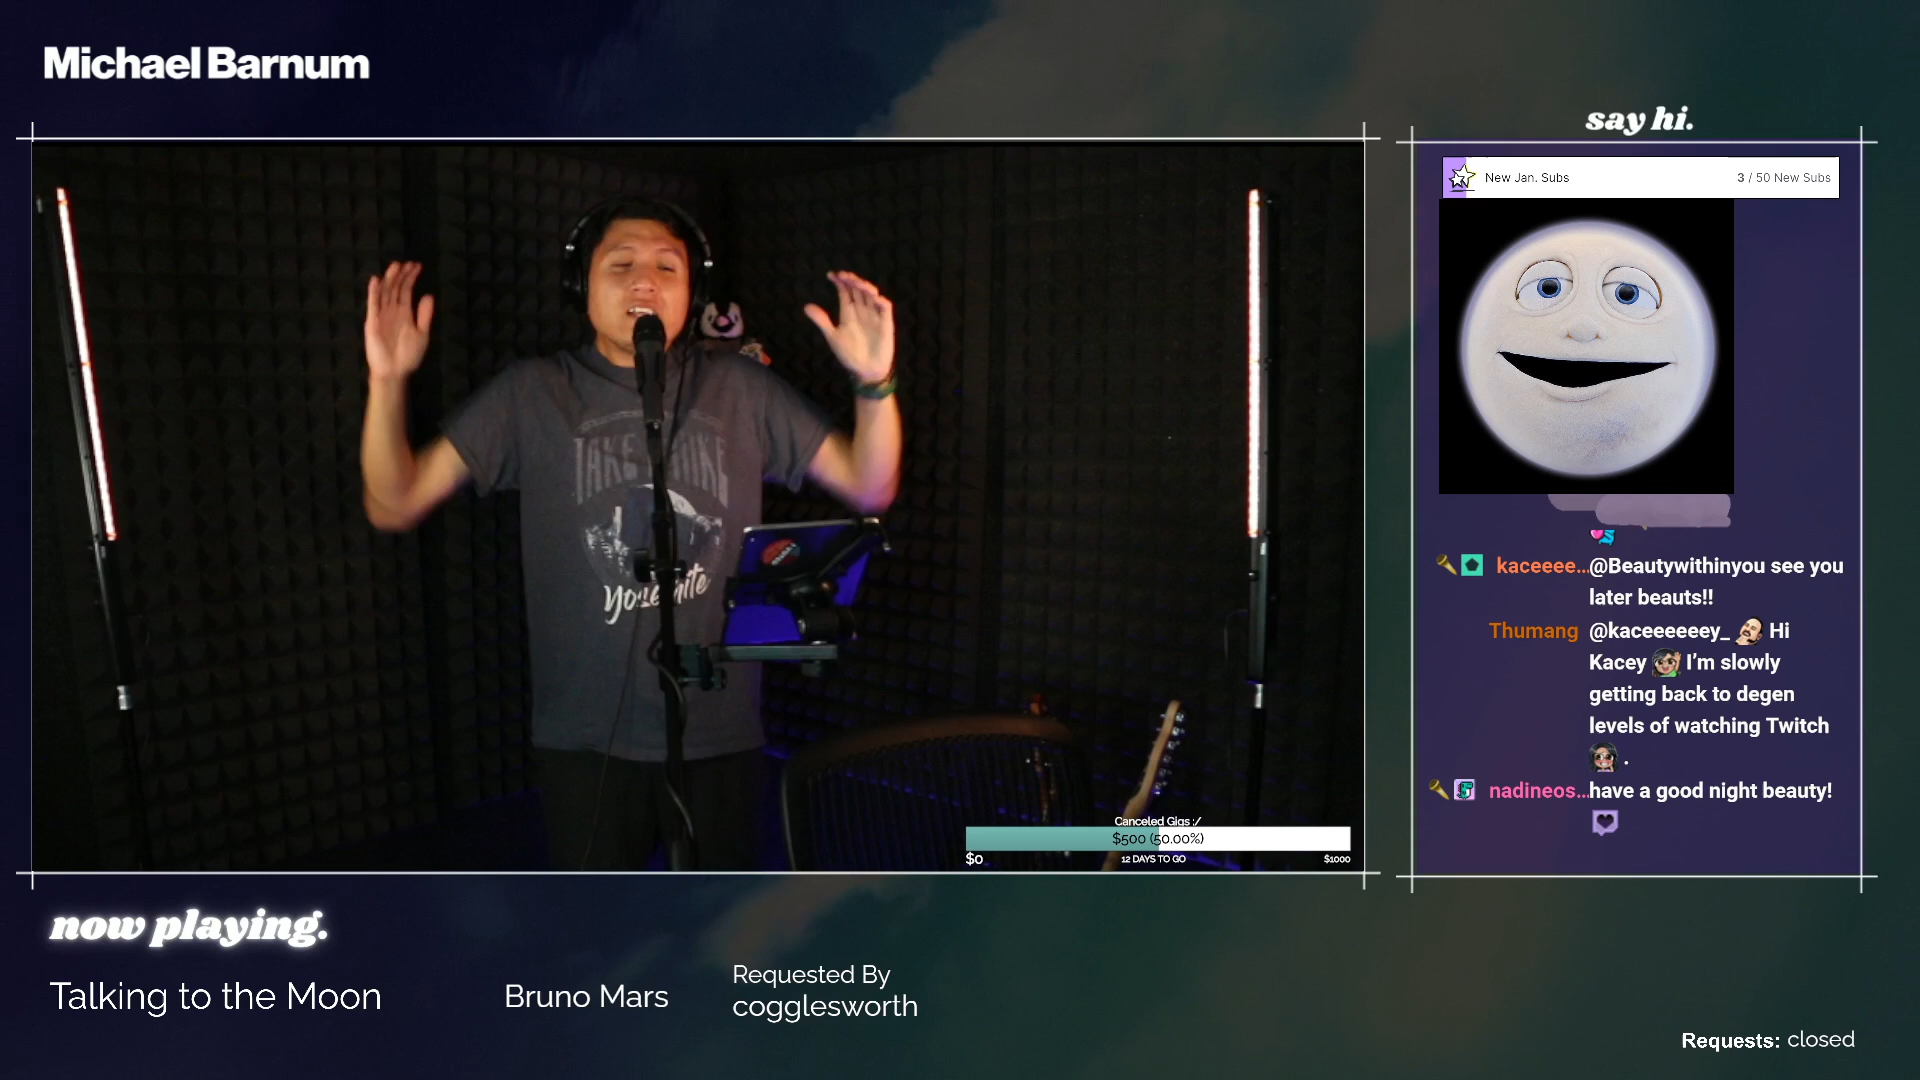 Michael Barnum
say hi.
New Jan. Subs
3 / 50 New Subs
kaceeee... @Beautywithinyou see you
later beauts!!
Thumang @kaceeeeeey_ Hi
Kacey I'm slowly
getting back to degen
levels of watching Twitch
.
nadineos... have a good night beauty!
TAKE A HIKE
Yosemite
Canceled Gigs :/
$500 (50.00%)
$0
12 DAYS TO GO
$1000
now playing.
Talking to the Moon
Bruno Mars
Requested By
cogglesworth
Requests: closed